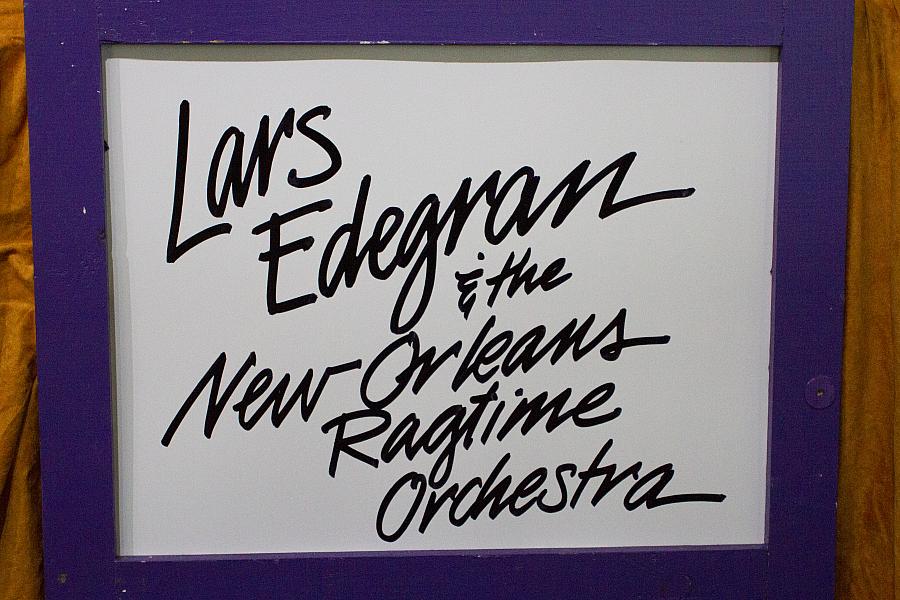 Lars
Edegran
& the
New Orleans
Ragtime
Orchestra